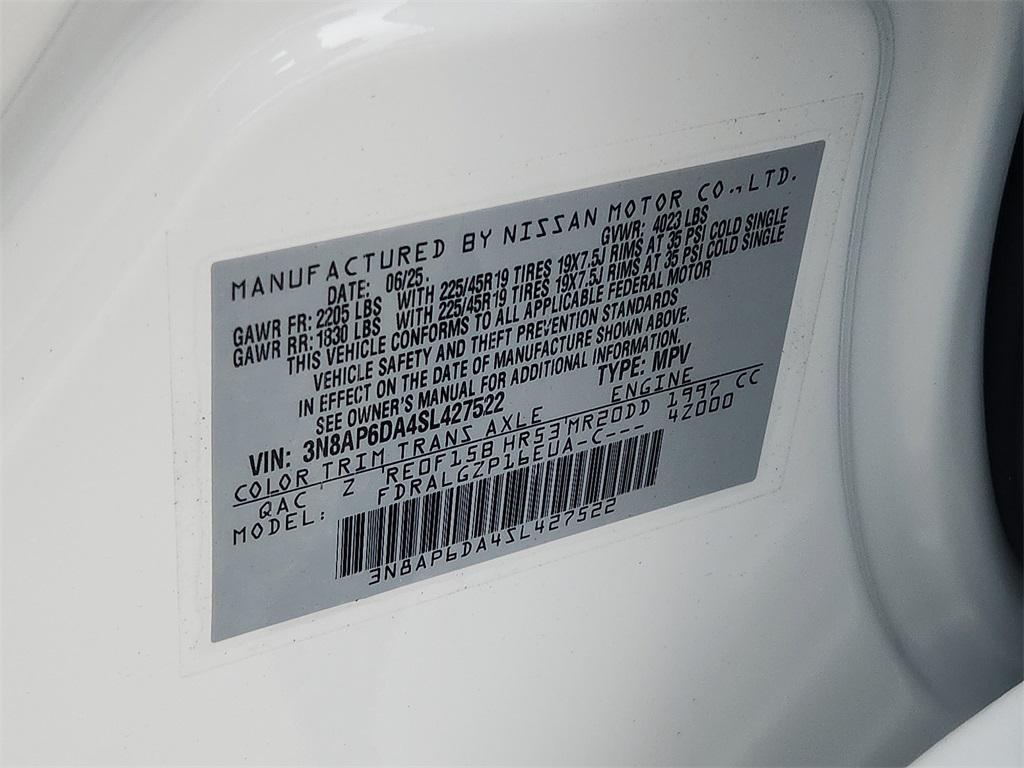 MANUFACTURED BY NISSAN MOTOR CO.,LTD.
DATE: 06/25. GVWR: 4023 LBS
GAWR FR: 2205 LBS WITH 225/45R19 TIRES 19X7.5J RIMS AT 35 PSI COLD SINGLE
GAWR RR: 1830 LBS WITH 225/45R19 TIRES 19X7.5J RIMS AT 35 PSI COLD SINGLE
THIS VEHICLE CONFORMS TO ALL APPLICABLE FEDERAL MOTOR
VEHICLE SAFETY AND THEFT PREVENTION STANDARDS
IN EFFECT ON THE DATE OF MANUFACTURE SHOWN ABOVE.
SEE OWNER'S MANUAL FOR ADDITIONAL INFORMATION.
VIN: 3N8AP6DA4SL427522 TYPE: MPV
COLOR TRIM TRANS AXLE ENGINE
QAC Z RE0F15B HR53 MR20DD 1997 CC
MODEL: FDRALGZP16EUA-C--- 42000
3N8AP6DA4SL427522